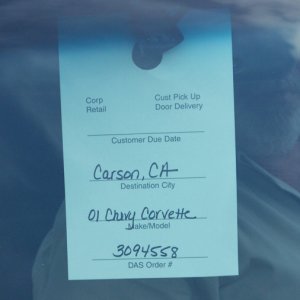 Corp Cust Pick Up
Retail Door Delivery
Customer Due Date
Carson, CA
Destination City
01 Chevy Corvette
Make/Model
3094558
DAS Order #